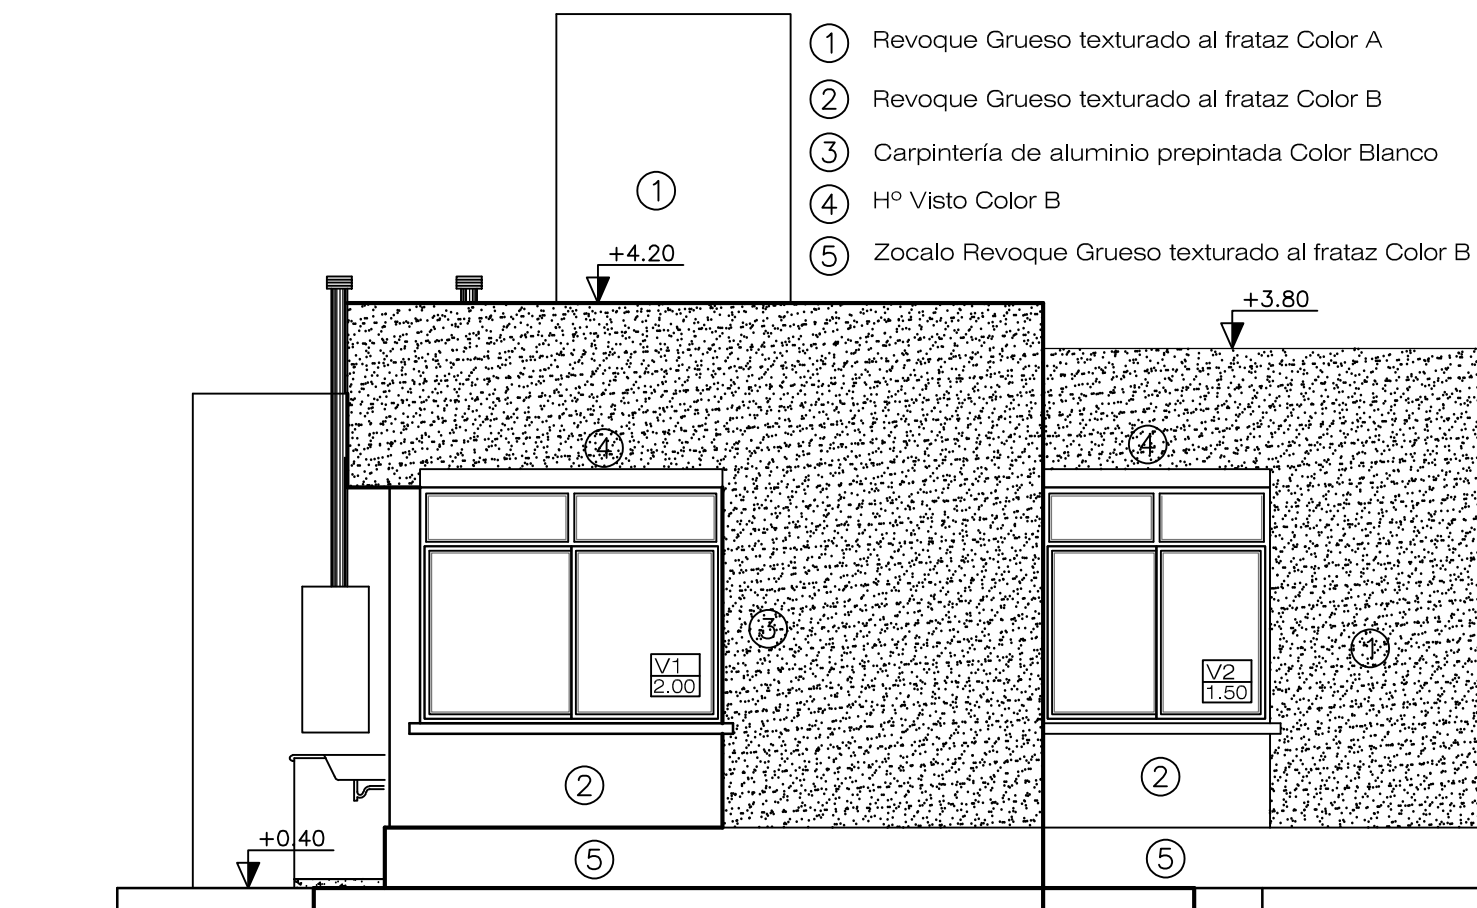 1 Revoque Grueso texturado al frataz Color A
2 Revoque Grueso texturado al frataz Color B
3 Carpintería de aluminio prepintada Color Blanco
4 Hº Visto Color B
5 Zocalo Revoque Grueso texturado al frataz Color B
1
+4.20
+3.80
4
4
3
1
V1
2.00
V2
1.50
2
2
+0.40
5
5